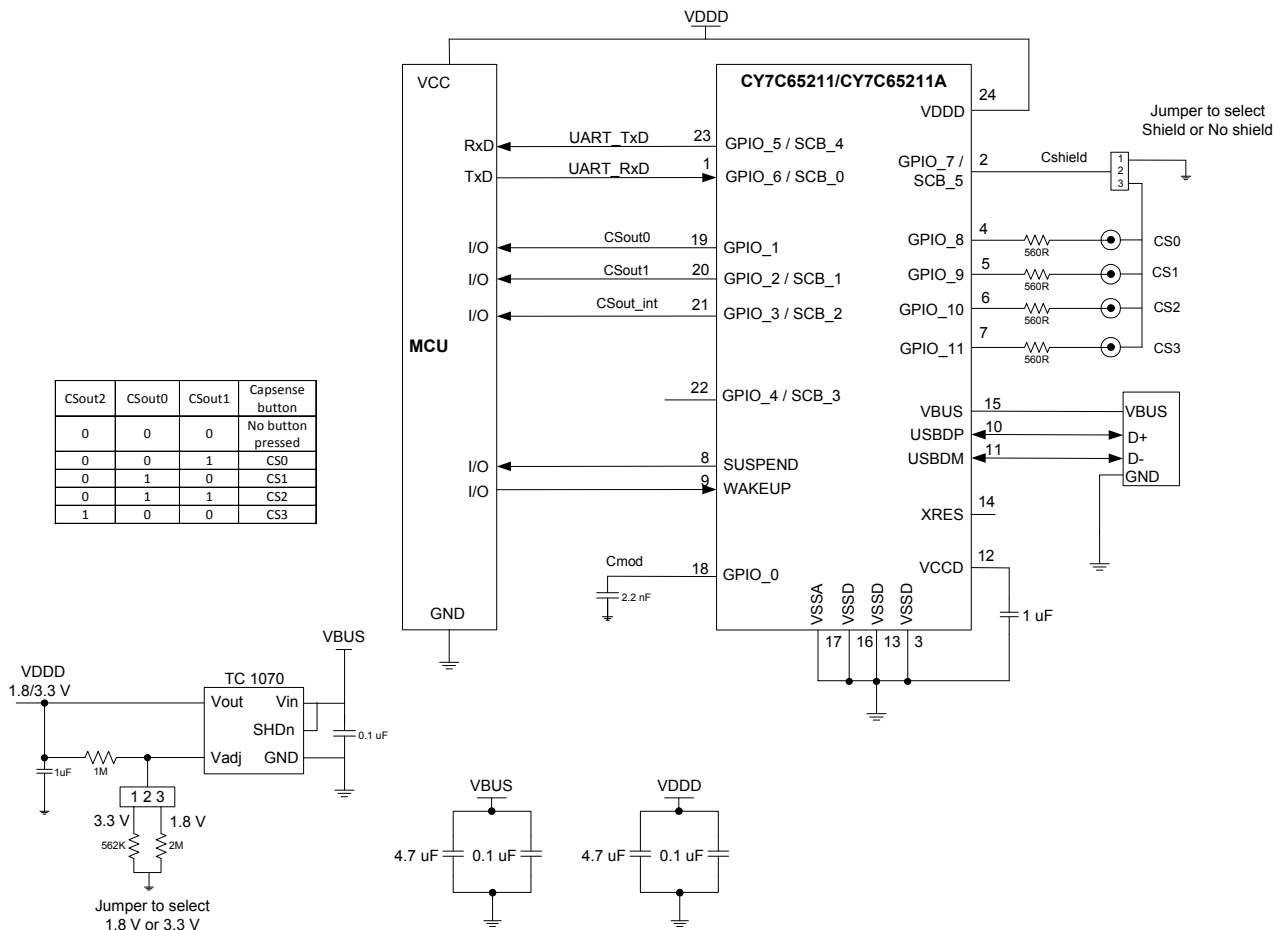 VDDD
VCC
RxD
TxD
I/O
I/O
I/O
MCU
I/O
I/O
GND
UART_TxD
UART_RxD
CSout0
CSout1
CSout_int
Cmod
2.2 nF
23
1
19
20
21
22
8
9
18
CY7C65211/CY7C65211A
GPIO_5 / SCB_4
GPIO_6 / SCB_0
GPIO_1
GPIO_2 / SCB_1
GPIO_3 / SCB_2
GPIO_4 / SCB_3
SUSPEND
WAKEUP
GPIO_0
VDDD
GPIO_7 /
SCB_5
GPIO_8
GPIO_9
GPIO_10
GPIO_11
VBUS
USBDP
USBDM
XRES
VCCD
VSSA
VSSD
VSSD
VSSD
17
16
13
3
24
2
4
5
6
7
15
10
11
14
12
1 uF
Jumper to select
Shield or No shield
Cshield
1
2
3
560R
CS0
560R
CS1
560R
CS2
560R
CS3
VBUS
D+
D-
GND
CSout2 CSout0 CSout1 Capsense
button
0 0 0 No button
pressed
0 0 1 CS0
0 1 0 CS1
0 1 1 CS2
1 0 0 CS3
VDDD
1.8/3.3 V
VBUS
TC 1070
Vout Vin
SHDn
Vadj GND
0.1 uF
1uF
1M
1 2 3
3.3 V 1.8 V
562K 2M
Jumper to select
1.8 V or 3.3 V
VBUS
4.7 uF 0.1 uF
VDDD
4.7 uF 0.1 uF